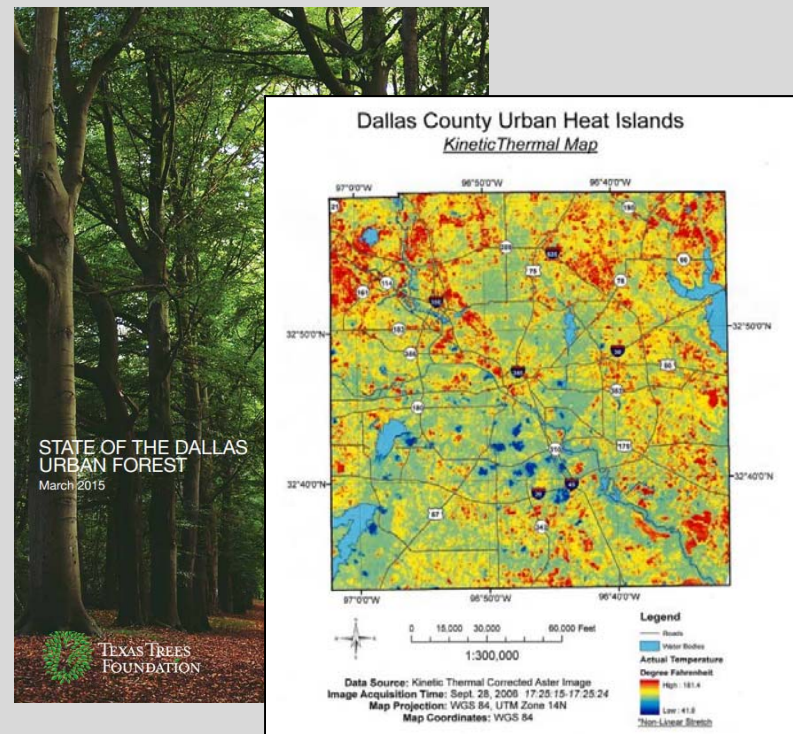 STATE OF THE DALLAS
URBAN FOREST
March 2015
TEXAS TREES
FOUNDATION
Dallas County Urban Heat Islands
KineticThermal Map
97°0'0"W
96°50'0"W
96°40'0"W
32°50'0"N
32°50'0"N
32°40'0"N
32°40'0"N
97°0'0"W
96°50'0"W
96°40'0"W
0 15,000 30,000 60,000 Feet
1:300,000
Data Source: Kinetic Thermal Corrected Aster Image
Image Acquisition Time: Sept. 28, 2006 17:25:15-17:25:24
Map Projection: WGS 84, UTM Zone 14N
Map Coordinates: WGS 84
Legend
Roads
Water Bodies
Actual Temperature
Degree Fahrenheit
High : 181.4
Low : 41.8
*Non-Linear Stretch